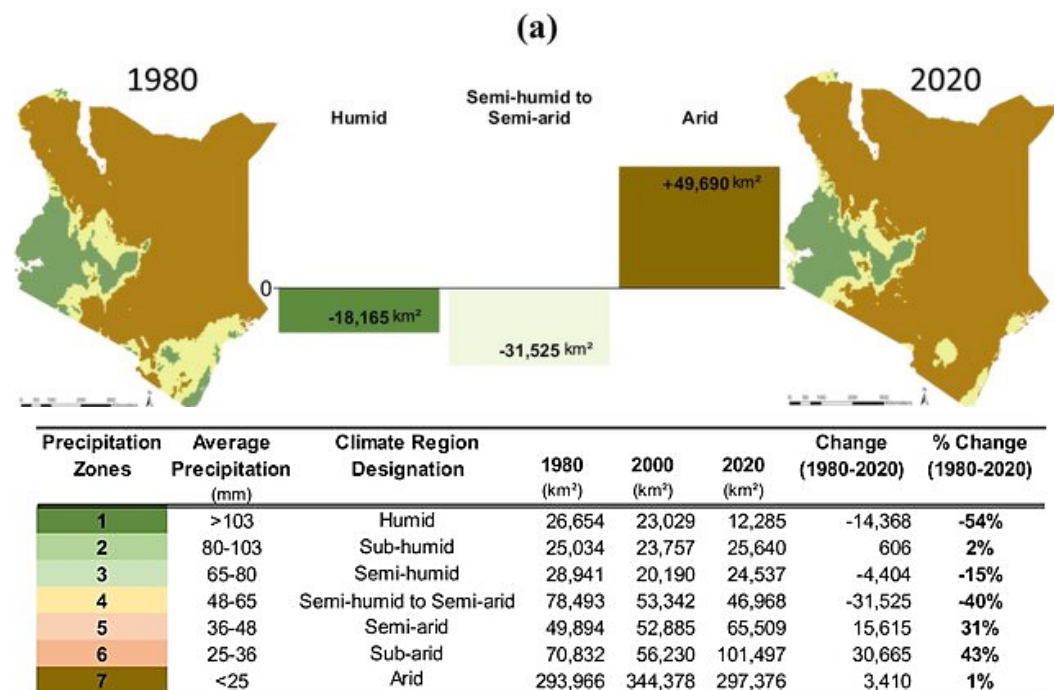 (a)
1980
2020
Humid
Semi-humid to
Semi-arid
Arid
+49,690 km²
0
-18,165 km²
-31,525 km²
Precipitation Zones Average Precipitation (mm) Climate Region Designation 1980 (km²) 2000 (km²) 2020 (km²) Change (1980-2020) % Change (1980-2020)
1 >103 Humid 26,654 23,029 12,285 -14,368 -54%
2 80-103 Sub-humid 25,034 23,757 25,640 606 2%
3 65-80 Semi-humid 28,941 20,190 24,537 -4,404 -15%
4 48-65 Semi-humid to Semi-arid 78,493 53,342 46,968 -31,525 -40%
5 36-48 Semi-arid 49,894 52,885 65,509 15,615 31%
6 25-36 Sub-arid 70,832 56,230 101,497 30,665 43%
7 <25 Arid 293,966 344,378 297,376 3,410 1%